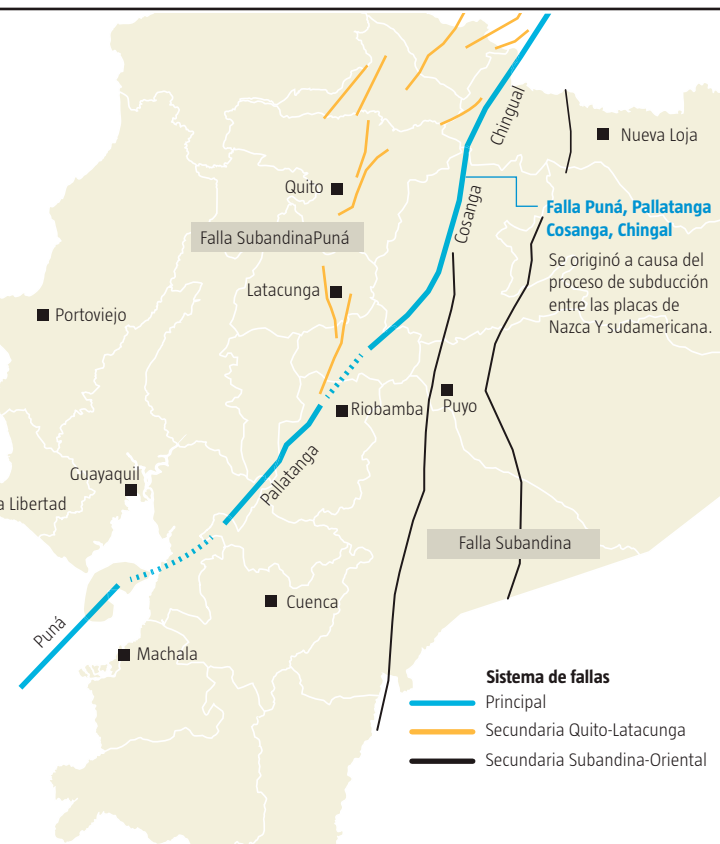 Chingual
Nueva Loja
Quito
Cosanga
Falla Puná, Pallatanga
Cosanga, Chingal
Falla SubandinaPuná
Se originó a causa del
proceso de subducción
entre las placas de
Nazca Y sudamericana.
Latacunga
Portoviejo
Riobamba
Puyo
Pallatanga
Guayaquil
a Libertad
Falla Subandina
Cuenca
Puná
Machala
Sistema de fallas
Principal
Secundaria Quito-Latacunga
Secundaria Subandina-Oriental